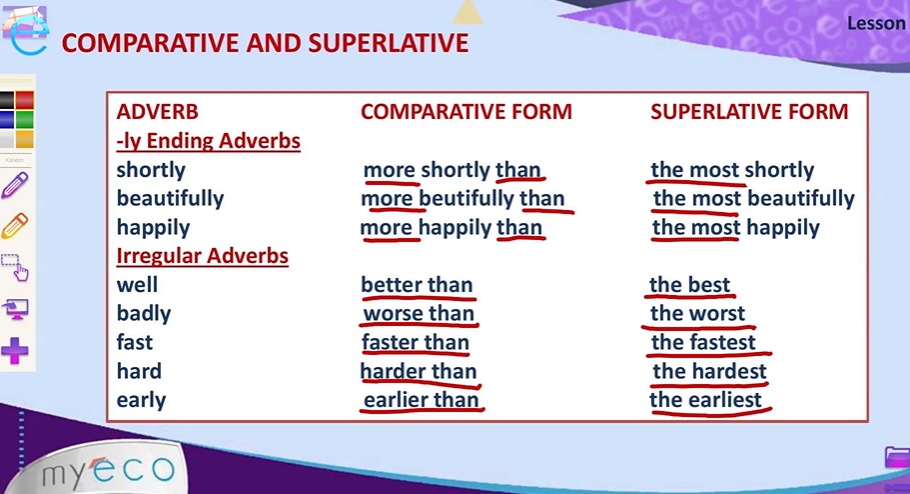 Lesson
COMPARATIVE AND SUPERLATIVE
ADVERB COMPARATIVE FORM SUPERLATIVE FORM
-ly Ending Adverbs
shortly more shortly than the most shortly
beautifully more beutifully than the most beautifully
happily more happily than the most happily
Irregular Adverbs
well better than the best
badly worse than the worst
fast faster than the fastest
hard harder than the hardest
early earlier than the earliest
myeco